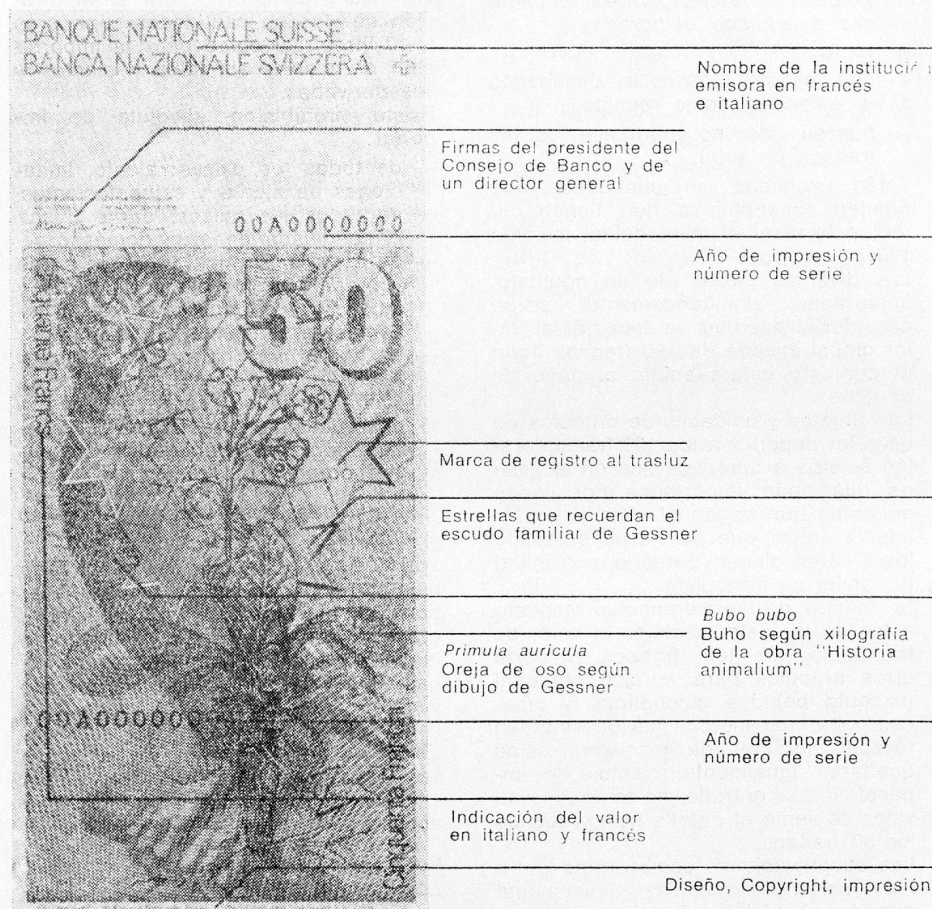 BANQUE NATIONALE SUISSE
BANCA NAZIONALE SVIZZERA
Nombre de la institución
emisora en francés
e italiano
Firmas del presidente del
Consejo de Banco y de
un director general
00A0000000
Año de impresión y
número de serie
50
Cinquante Francs
Marca de registro al trasluz
Estrellas que recuerdan el
escudo familiar de Gessner
Bubo bubo
Buho según xilografía
de la obra "Historia
animalium"
Primula auricula
Oreja de oso según
dibujo de Gessner
00A0000000
Año de impresión y
número de serie
Cinquanta Franchi
Indicación del valor
en italiano y francés
Diseño, Copyright, impresión